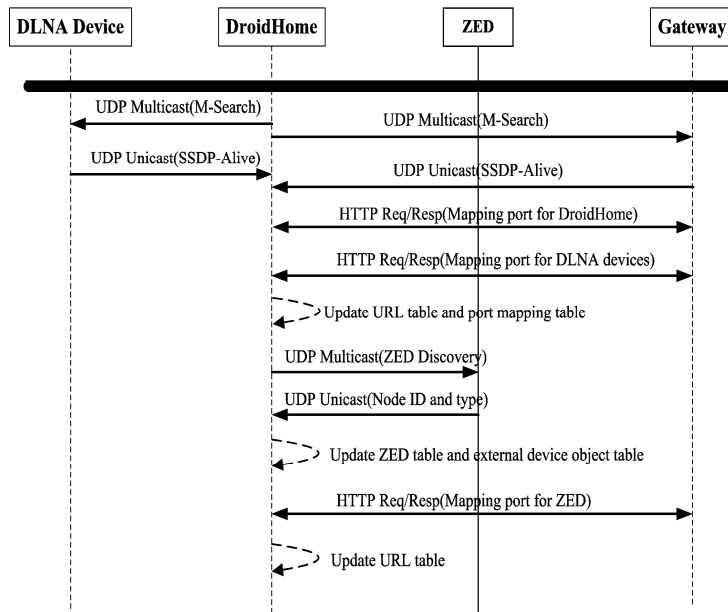 DLNA Device
DroidHome
ZED
Gateway
UDP Multicast(M-Search)
UDP Multicast(M-Search)
UDP Unicast(SSDP-Alive)
UDP Unicast(SSDP-Alive)
HTTP Req/Resp(Mapping port for DroidHome)
HTTP Req/Resp(Mapping port for DLNA devices)
Update URL table and port mapping table
UDP Multicast(ZED Discovery)
UDP Unicast(Node ID and type)
Update ZED table and external device object table
HTTP Req/Resp(Mapping port for ZED)
Update URL table